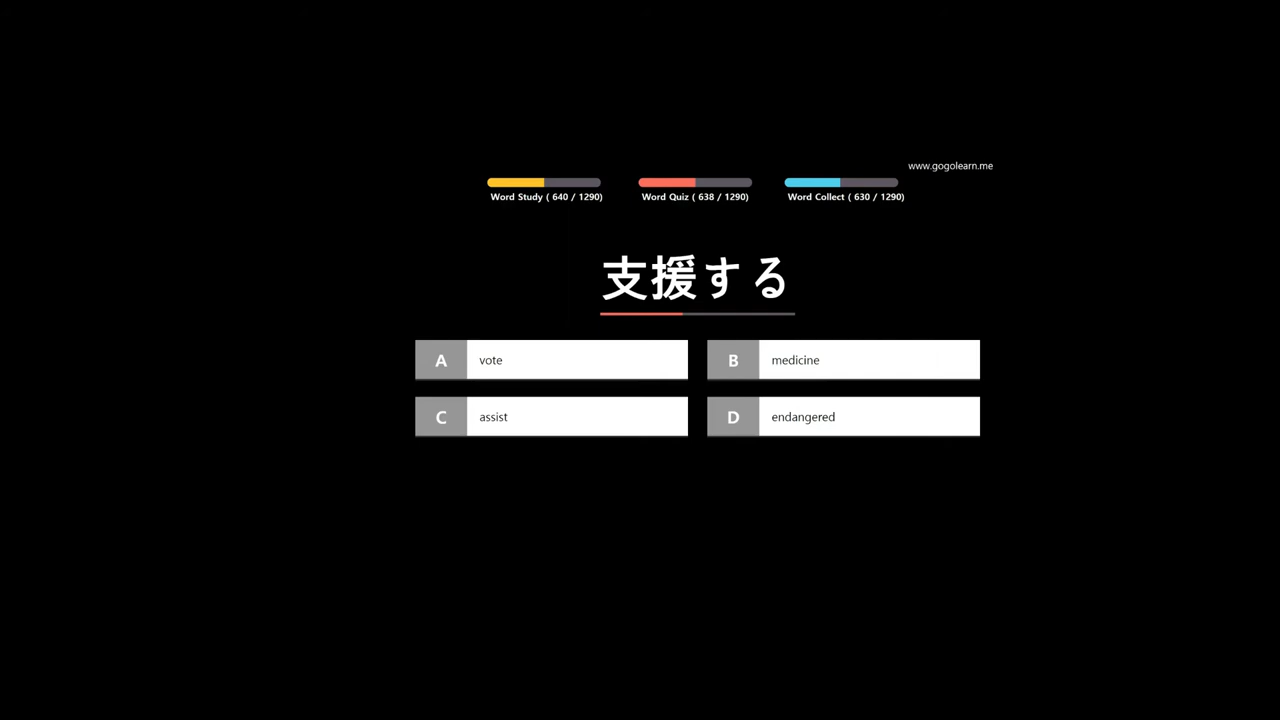 www.gogolearn.me
Word Study ( 640 / 1290)
Word Quiz ( 638 / 1290)
Word Collect ( 630 / 1290)
支援する
A vote
B medicine
C assist
D endangered